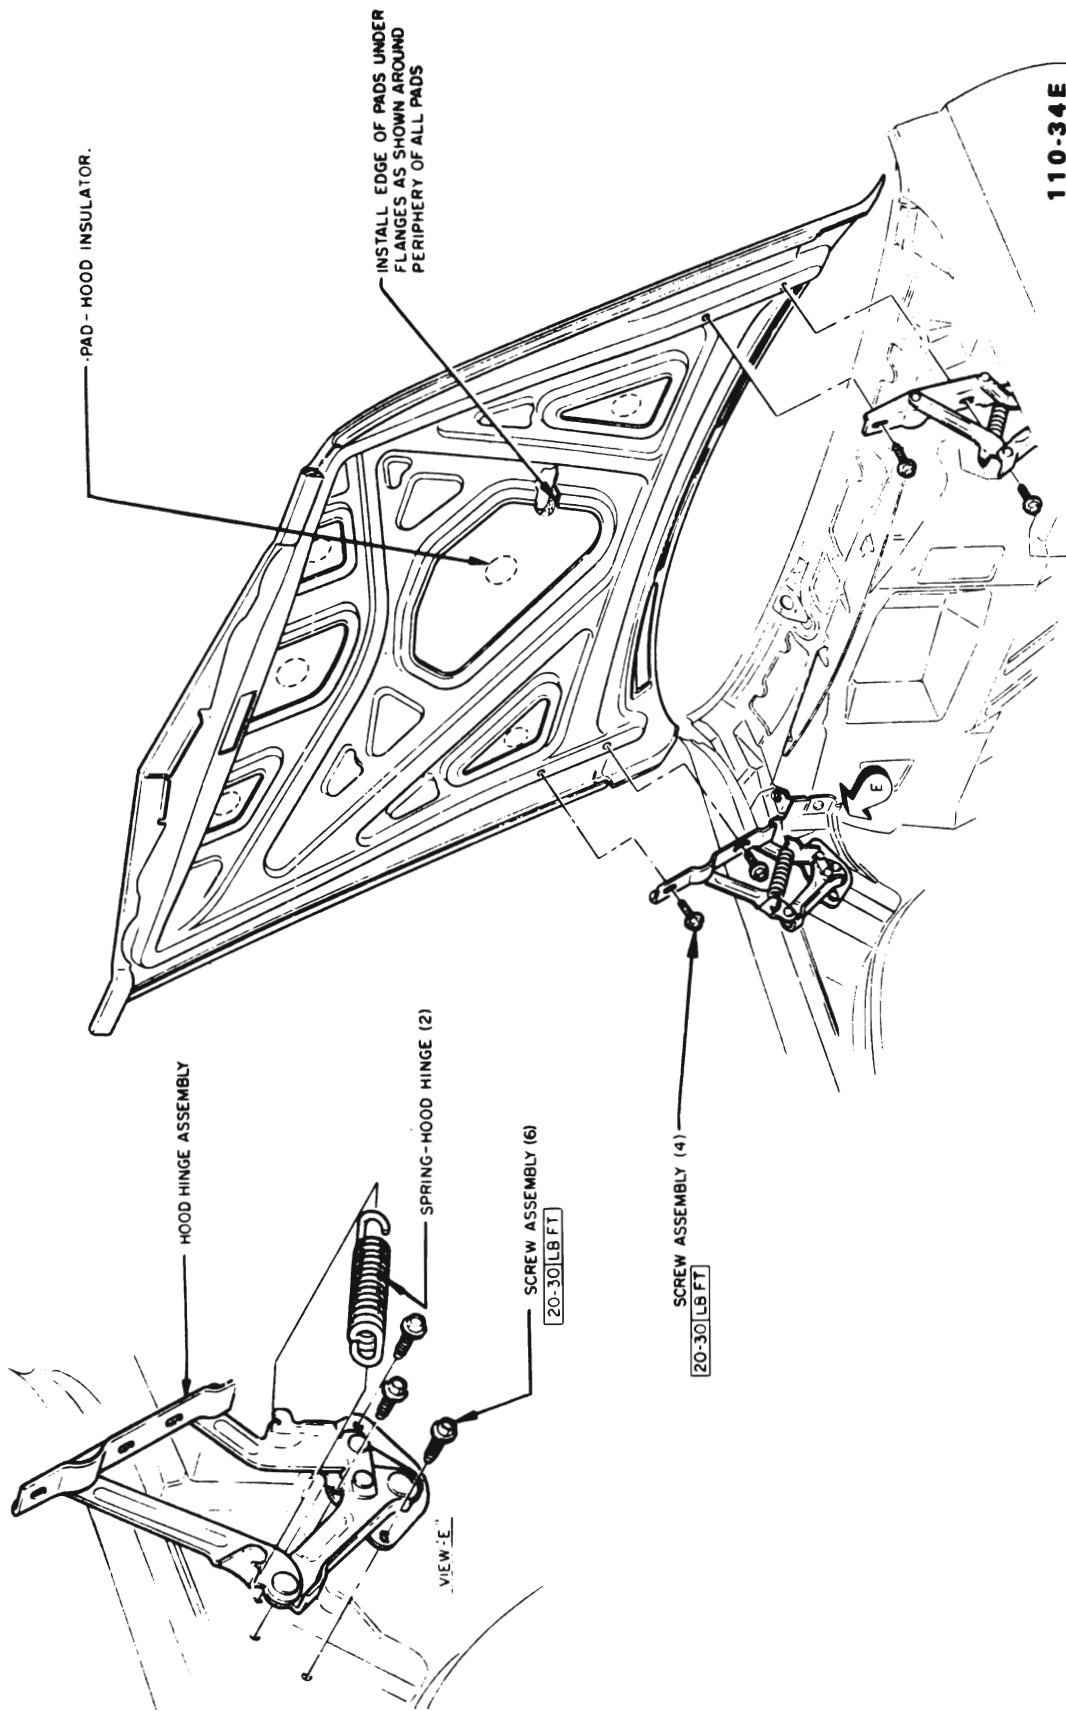 PAD-HOOD INSULATOR.
INSTALL EDGE OF PADS UNDER
FLANGES AS SHOWN AROUND
PERIPHERY OF ALL PADS
HOOD HINGE ASSEMBLY
SPRING-HOOD HINGE (2)
SCREW ASSEMBLY (6)
20-30 LB FT
SCREW ASSEMBLY (4)
20-30 LB FT
VIEW-E"
E
110-34E